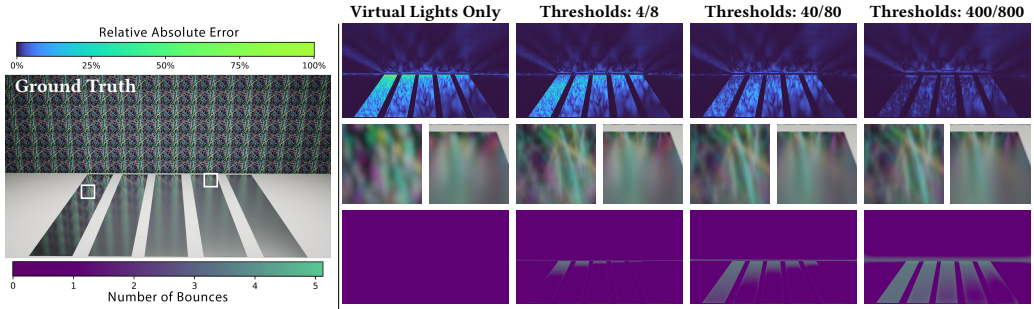 Relative Absolute Error
0% 25% 50% 75% 100%
Ground Truth
0 1 2 3 4 5
Number of Bounces
Virtual Lights Only
Thresholds: 4/8
Thresholds: 40/80
Thresholds: 400/800